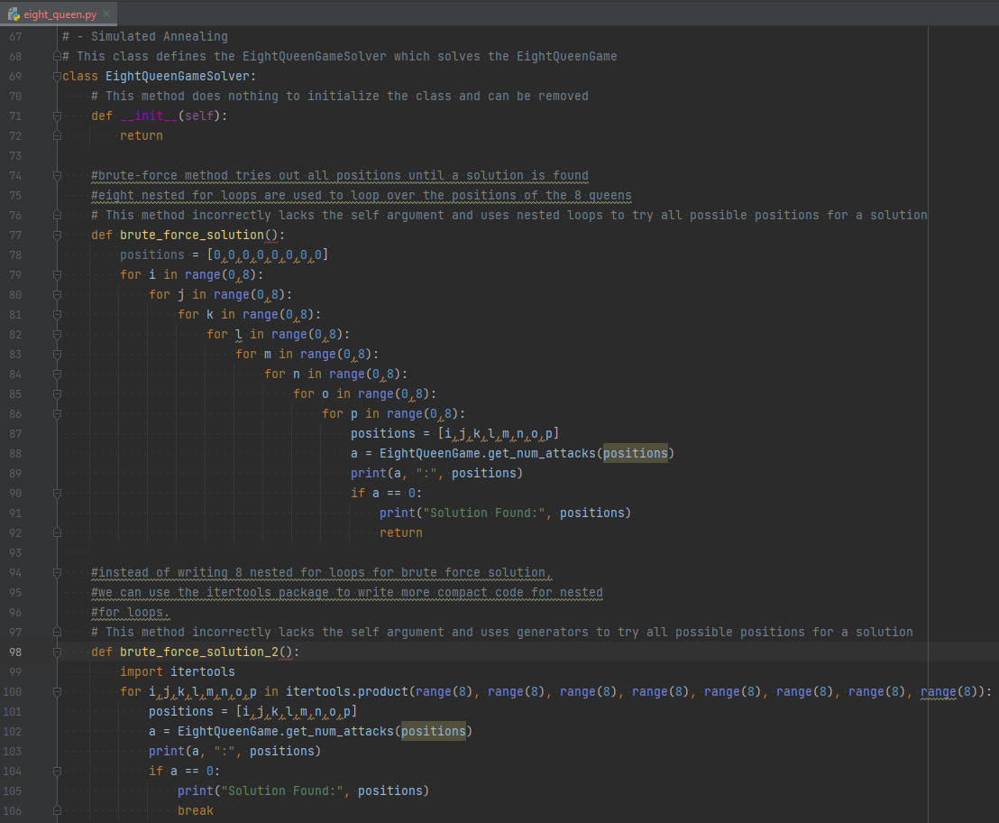 eight_queen.py
67 # - Simulated Annealing
68 # This class defines the EightQueenGameSolver which solves the EightQueenGame
69 class EightQueenGameSolver:
70     # This method does nothing to initialize the class and can be removed
71     def __init__(self):
72         return
73
74     #brute-force method tries out all positions until a solution is found
75     #eight nested for loops are used to loop over the positions of the 8 queens
76     # This method incorrectly lacks the self argument and uses nested loops to try all possible positions for a solution
77     def brute_force_solution():
78         positions = [0,0,0,0,0,0,0,0]
79         for i in range(0,8):
80             for j in range(0,8):
81                 for k in range(0,8):
82                     for l in range(0,8):
83                         for m in range(0,8):
84                             for n in range(0,8):
85                                 for o in range(0,8):
86                                     for p in range(0,8):
87                                         positions = [i,j,k,l,m,n,o,p]
88                                         a = EightQueenGame.get_num_attacks(positions)
89                                         print(a, ":", positions)
90                                         if a == 0:
91                                             print("Solution Found:", positions)
92                                             return
93
94     #instead of writing 8 nested for loops for brute force solution,
95     #we can use the itertools package to write more compact code for nested
96     #for loops.
97     # This method incorrectly lacks the self argument and uses generators to try all possible positions for a solution
98     def brute_force_solution_2():
99         import itertools
100         for i,j,k,l,m,n,o,p in itertools.product(range(8), range(8), range(8), range(8), range(8), range(8), range(8), range(8)):
101             positions = [i,j,k,l,m,n,o,p]
102             a = EightQueenGame.get_num_attacks(positions)
103             print(a, ":", positions)
104             if a == 0:
105                 print("Solution Found:", positions)
106                 break